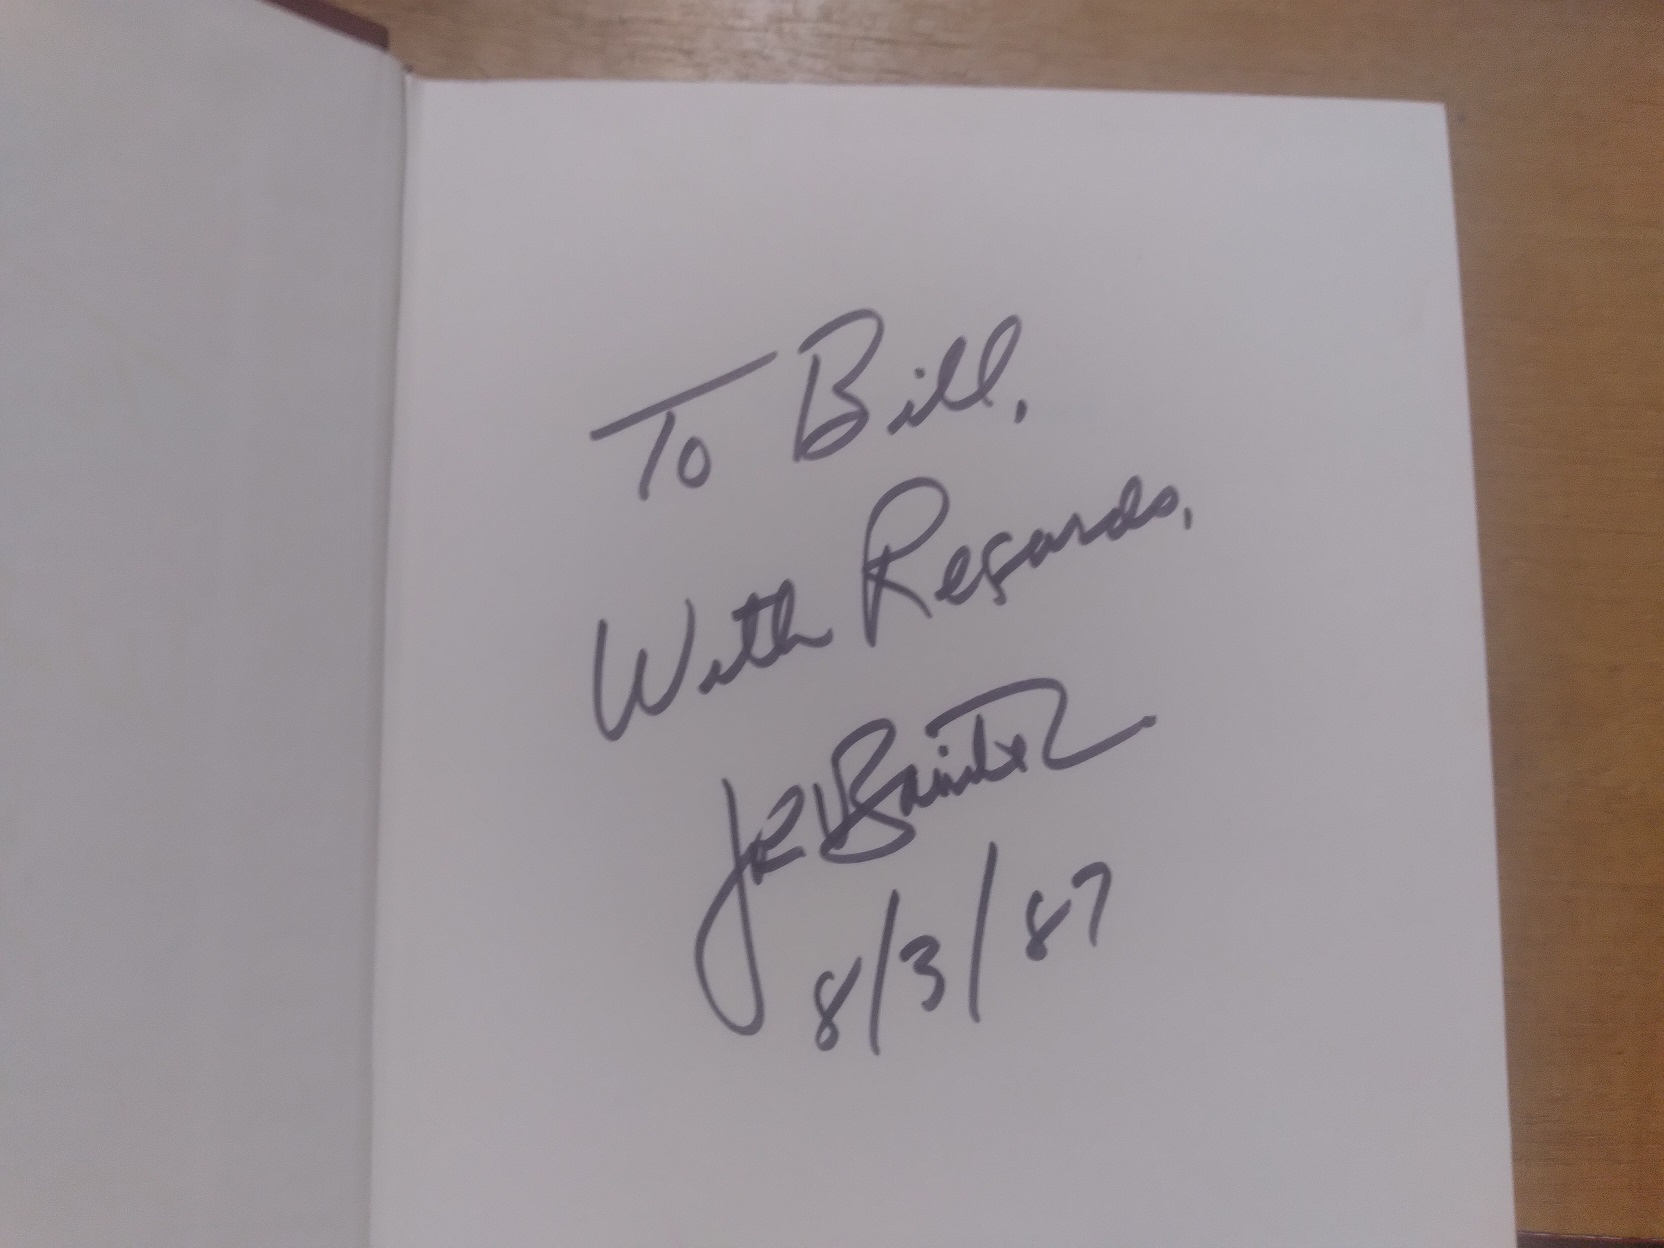 To Bill,
With Regards,
8/3/87